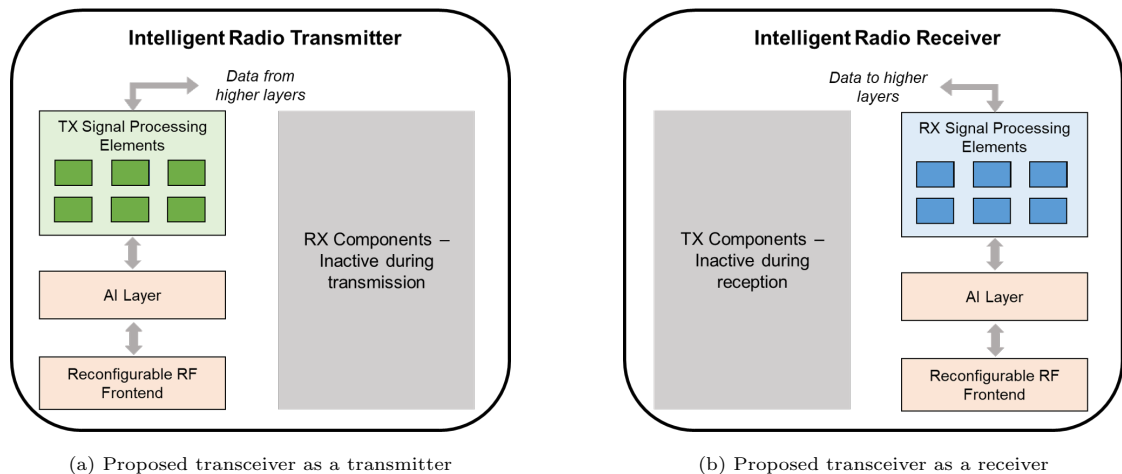 Intelligent Radio Transmitter
Data from
higher layers
TX Signal Processing
Elements
RX Components –
Inactive during
transmission
AI Layer
Reconfigurable RF
Frontend
(a) Proposed transceiver as a transmitter
Intelligent Radio Receiver
Data to higher
layers
RX Signal Processing
Elements
TX Components –
Inactive during
reception
AI Layer
Reconfigurable RF
Frontend
(b) Proposed transceiver as a receiver